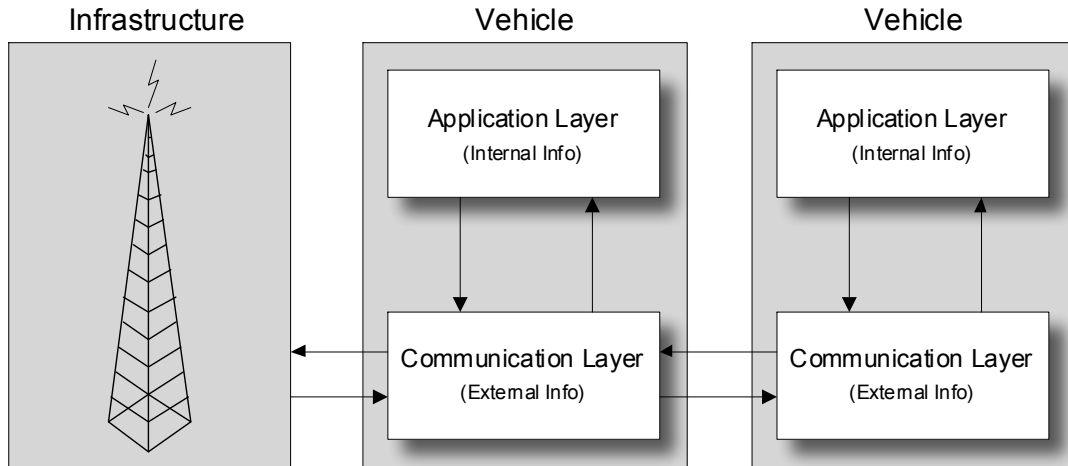 Infrastructure
Vehicle
Vehicle
Application Layer
(Internal Info)
Application Layer
(Internal Info)
Communication Layer
(External Info)
Communication Layer
(External Info)